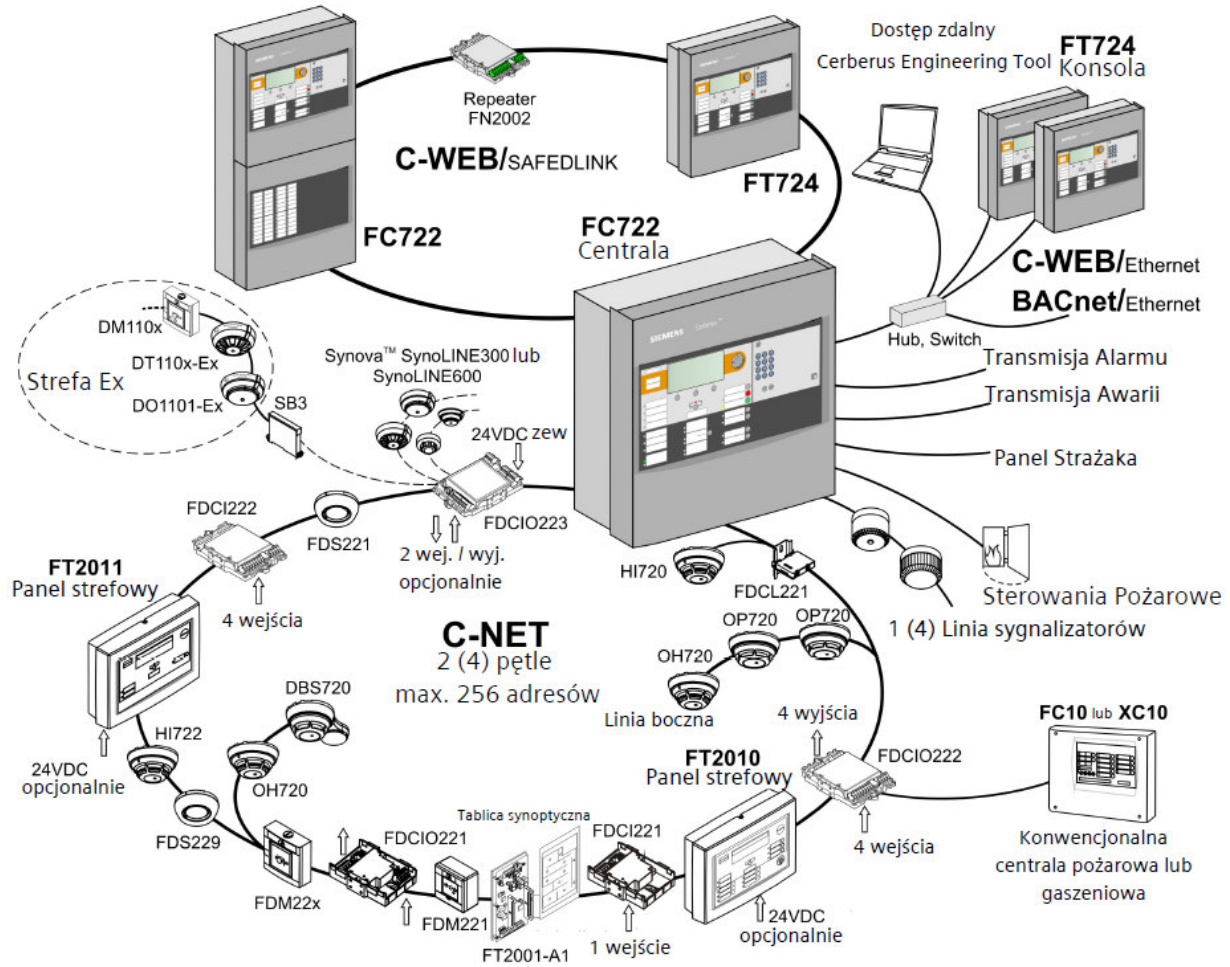 Repeater
FN2002
C-WEB/SAFEDLINK
FC722
FT724
FC722
Centrala
Dostęp zdalny
Cerberus Engineering Tool
FT724
Konsola
C-WEB/Ethernet
BACnet/Ethernet
Hub, Switch
Transmisja Alarmu
Transmisja Awarii
Panel Strażaka
SIEMENS
Sterowania Pożarowe
1 (4) Linia sygnalizatorów
DM110x
DT110x-Ex
Strefa Ex
DO1101-Ex
SB3
Synova™ SynoLINE300 lub
SynoLINE600
24VDC zew
FDCIO223
2 wej. / wyj.
opcjonalnie
FDCI222
FDS221
4 wejścia
FT2011
Panel strefowy
24VDC
opcjonalnie
C-NET
2 (4) pętle
max. 256 adresów
HI720
FDCL221
OP720
OP720
OH720
Linia boczna
4 wyjścia
FDCIO222
4 wejścia
FC10 lub XC10
Konwencjonalna
centrala pożarowa lub
gaszeniowa
FT2010
Panel strefowy
24VDC
opcjonalnie
HI722
FDS229
DBS720
OH720
FDM22x
FDCIO221
FDM221
Tablica synoptyczna
FT2001-A1
FDCI221
1 wejście